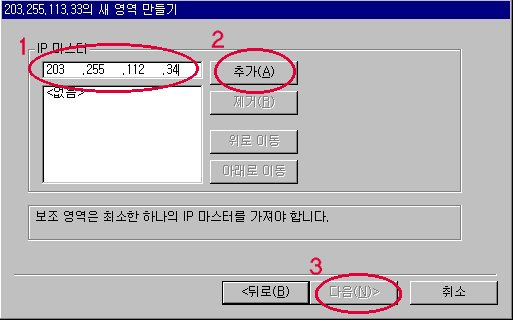 203,255,113,33의 새 영역 만들기
1
2
IP 마스터
203 .255 .112 .34
추가(A)
<없음>
제거(R)
위로 이동
아래로 이동
보조 영역은 최소한 하나의 IP 마스터를 가져야 합니다.
3
<뒤로(B)
다음(N)>
취소